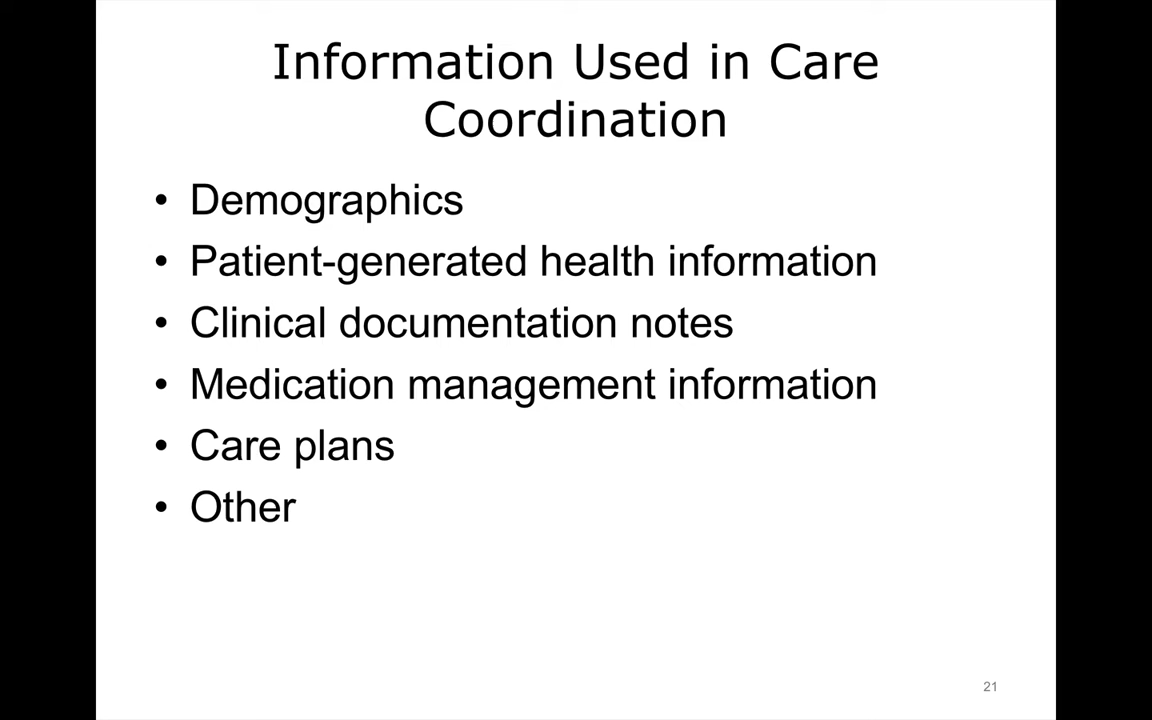 Information Used in Care
Coordination
• Demographics
• Patient-generated health information
• Clinical documentation notes
• Medication management information
• Care plans
• Other
21